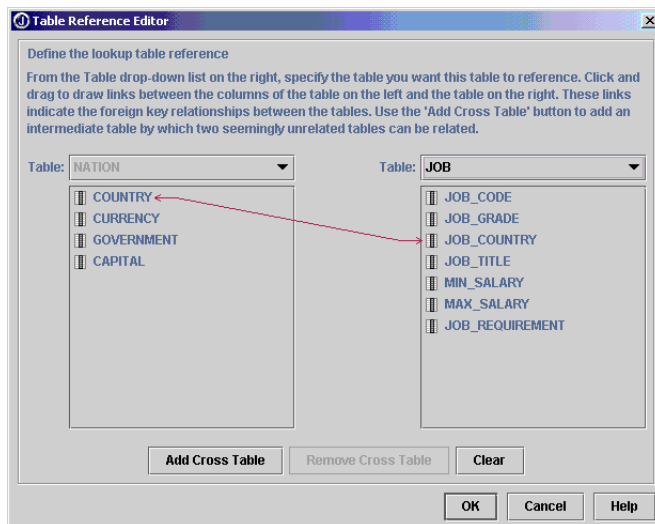 Table Reference Editor
Define the lookup table reference
From the Table drop-down list on the right, specify the table you want this table to reference. Click and
drag to draw links between the columns of the table on the left and the table on the right. These links
indicate the foreign key relationships between the tables. Use the 'Add Cross Table' button to add an
intermediate table by which two seemingly unrelated tables can be related.
Table: NATION
COUNTRY
CURRENCY
GOVERNMENT
CAPITAL
Table: JOB
JOB_CODE
JOB_GRADE
JOB_COUNTRY
JOB_TITLE
MIN_SALARY
MAX_SALARY
JOB_REQUIREMENT
Add Cross Table Remove Cross Table Clear
OK Cancel Help